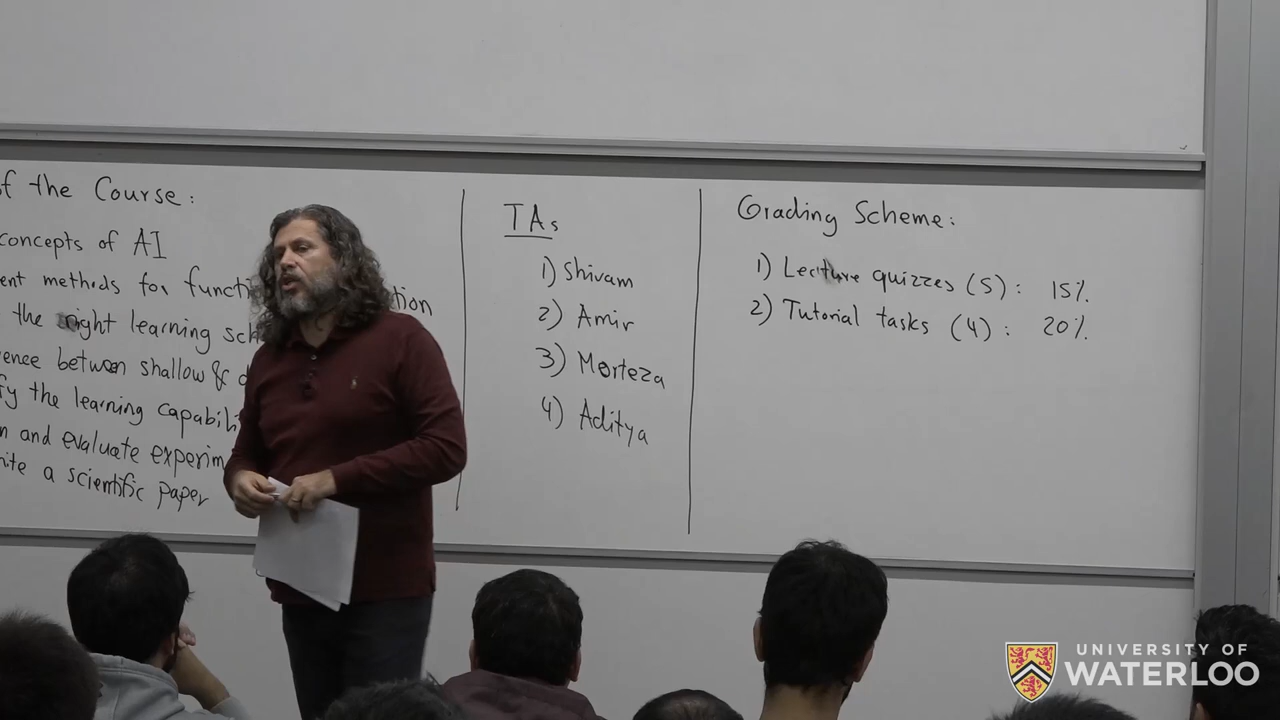 of the Course:
concepts of AI
ent methods for functi tion
the right learning sch
ence between shallow & d
fy the learning capabili
n and evaluate experim
ite a scientific paper
TAs
1) Shivam
2) Amir
3) Morteza
4) Aditya
Grading Scheme:
1) Lecture quizzes (5): 15%
2) Tutorial tasks (4): 20%
UNIVERSITY OF
WATERLOO